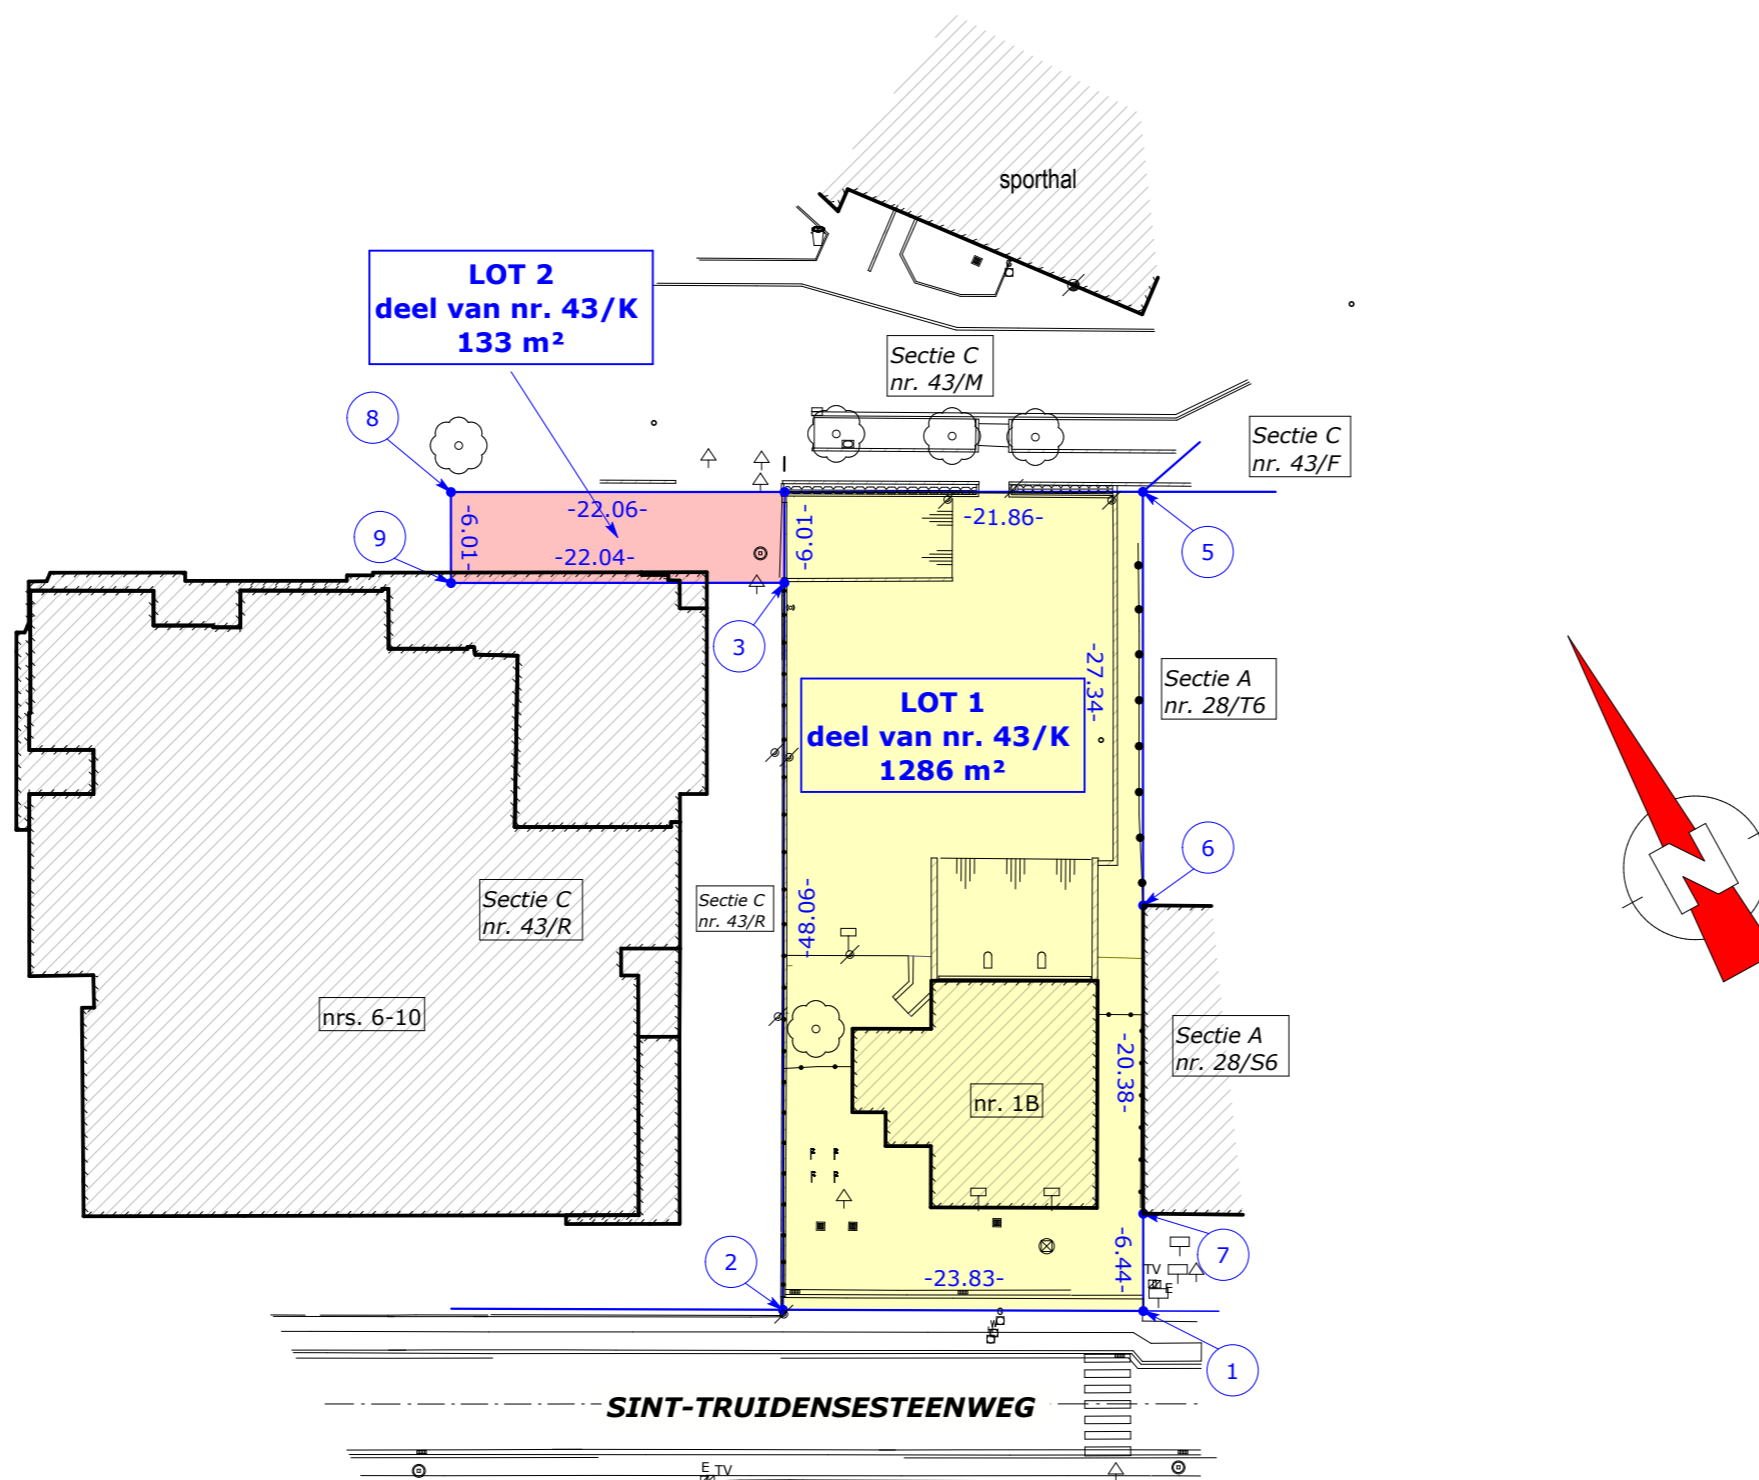 sporthal
LOT 2
deel van nr. 43/K
133 m²
Sectie C
nr. 43/M
8
Sectie C
nr. 43/F
-22.06-
-6.01-
-6.01-
-21.86-
9
-22.04-
5
3
-27.34-
Sectie A
nr. 28/T6
LOT 1
deel van nr. 43/K
1286 m²
6
N
Sectie C
nr. 43/R
Sectie C
nr. 43/R
-48.06-
nrs. 6-10
Sectie A
nr. 28/S6
-20.38-
nr. 1B
2
-23.83-
-6.44-
7
TV
E
1
SINT-TRUIDENSESTEENWEG
E TV